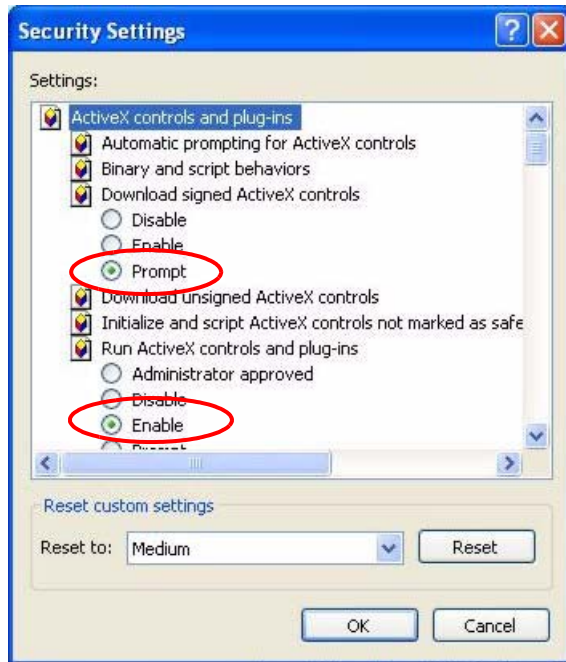 Security Settings
Settings:
ActiveX controls and plug-ins
Automatic prompting for ActiveX controls
Binary and script behaviors
Download signed ActiveX controls
Disable
Enable
Prompt
Download unsigned ActiveX controls
Initialize and script ActiveX controls not marked as safe
Run ActiveX controls and plug-ins
Administrator approved
Disable
Enable
Prompt
Reset custom settings
Reset to: Medium Reset
OK Cancel